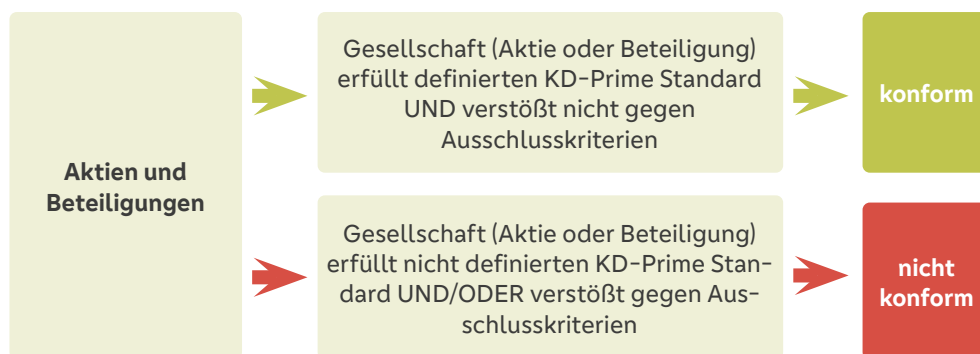 Aktien und
Beteiligungen
Gesellschaft (Aktie oder Beteiligung)
erfüllt definierten KD-Prime Standard
UND verstößt nicht gegen
Ausschlusskriterien
konform
Gesellschaft (Aktie oder Beteiligung)
erfüllt nicht definierten KD-Prime Stan-
dard UND/ODER verstößt gegen Aus-
schlusskriterien
nicht
konform